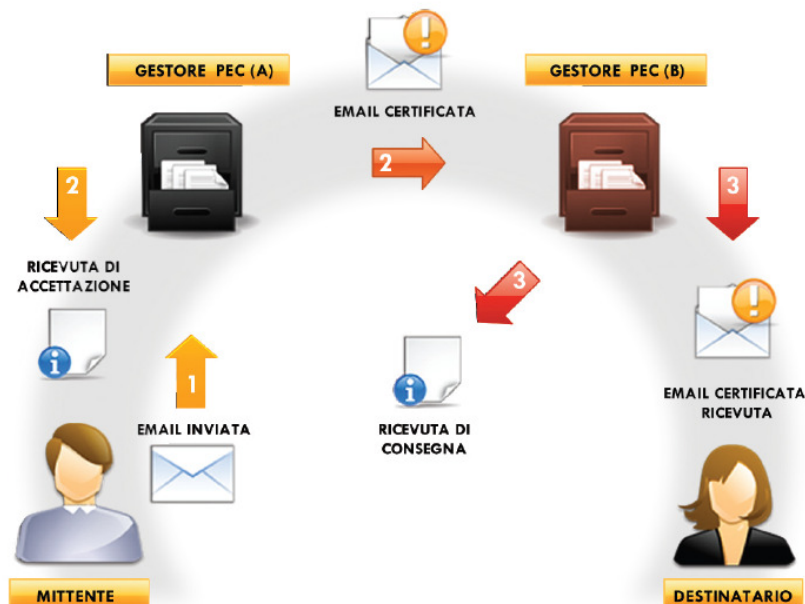 GESTORE PEC (A)
GESTORE PEC (B)
EMAIL CERTIFICATA
2
2
3
RICEVUTA DI
ACCETTAZIONE
3
1
EMAIL INVIATA
RICEVUTA DI
CONSEGNA
EMAIL CERTIFICATA
RICEVUTA
MITTENTE
DESTINATARIO